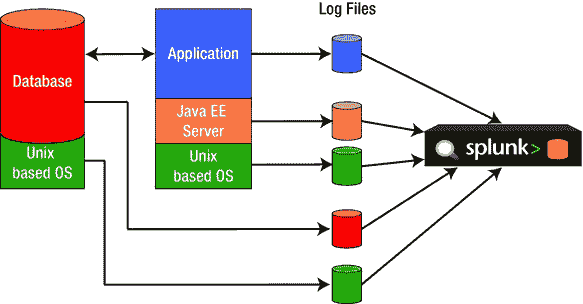 Log Files
Database
Application
Java EE
Server
Unix
based OS
Unix
based OS
splunk>